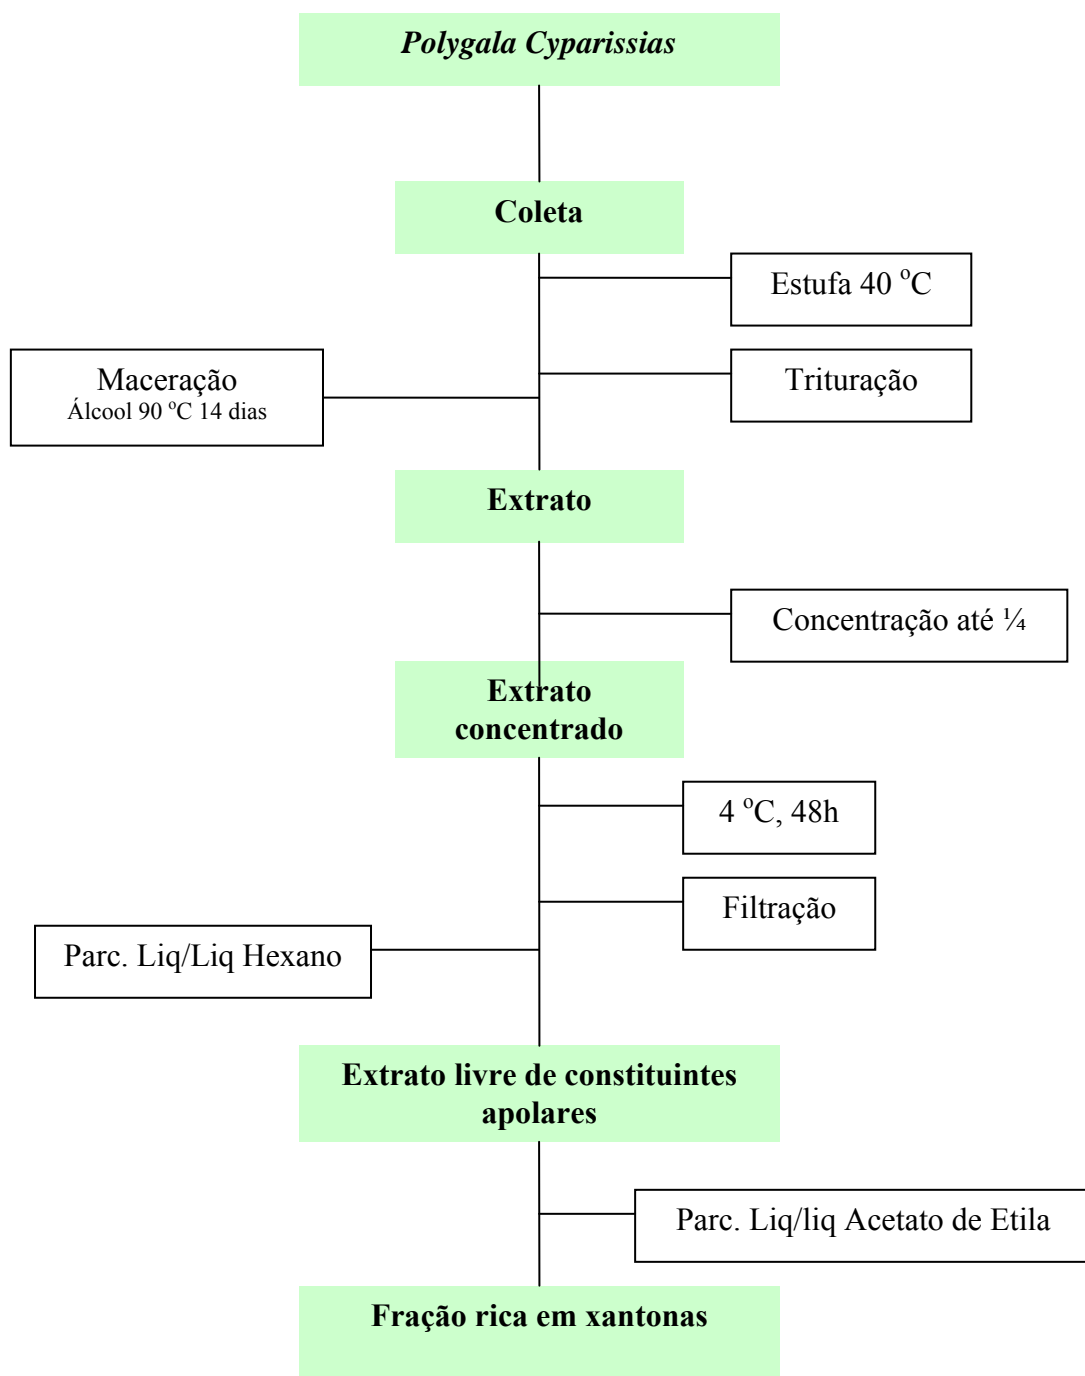 Polygala Cyparissias
Coleta
Estufa 40 ºC
Trituração
Maceração
Álcool 90 ºC 14 dias
Extrato
Concentração até ¼
Extrato
concentrado
4 ºC, 48h
Filtração
Parc. Liq/Liq Hexano
Extrato livre de constituintes
apolares
Parc. Liq/liq Acetato de Etila
Fração rica em xantonas